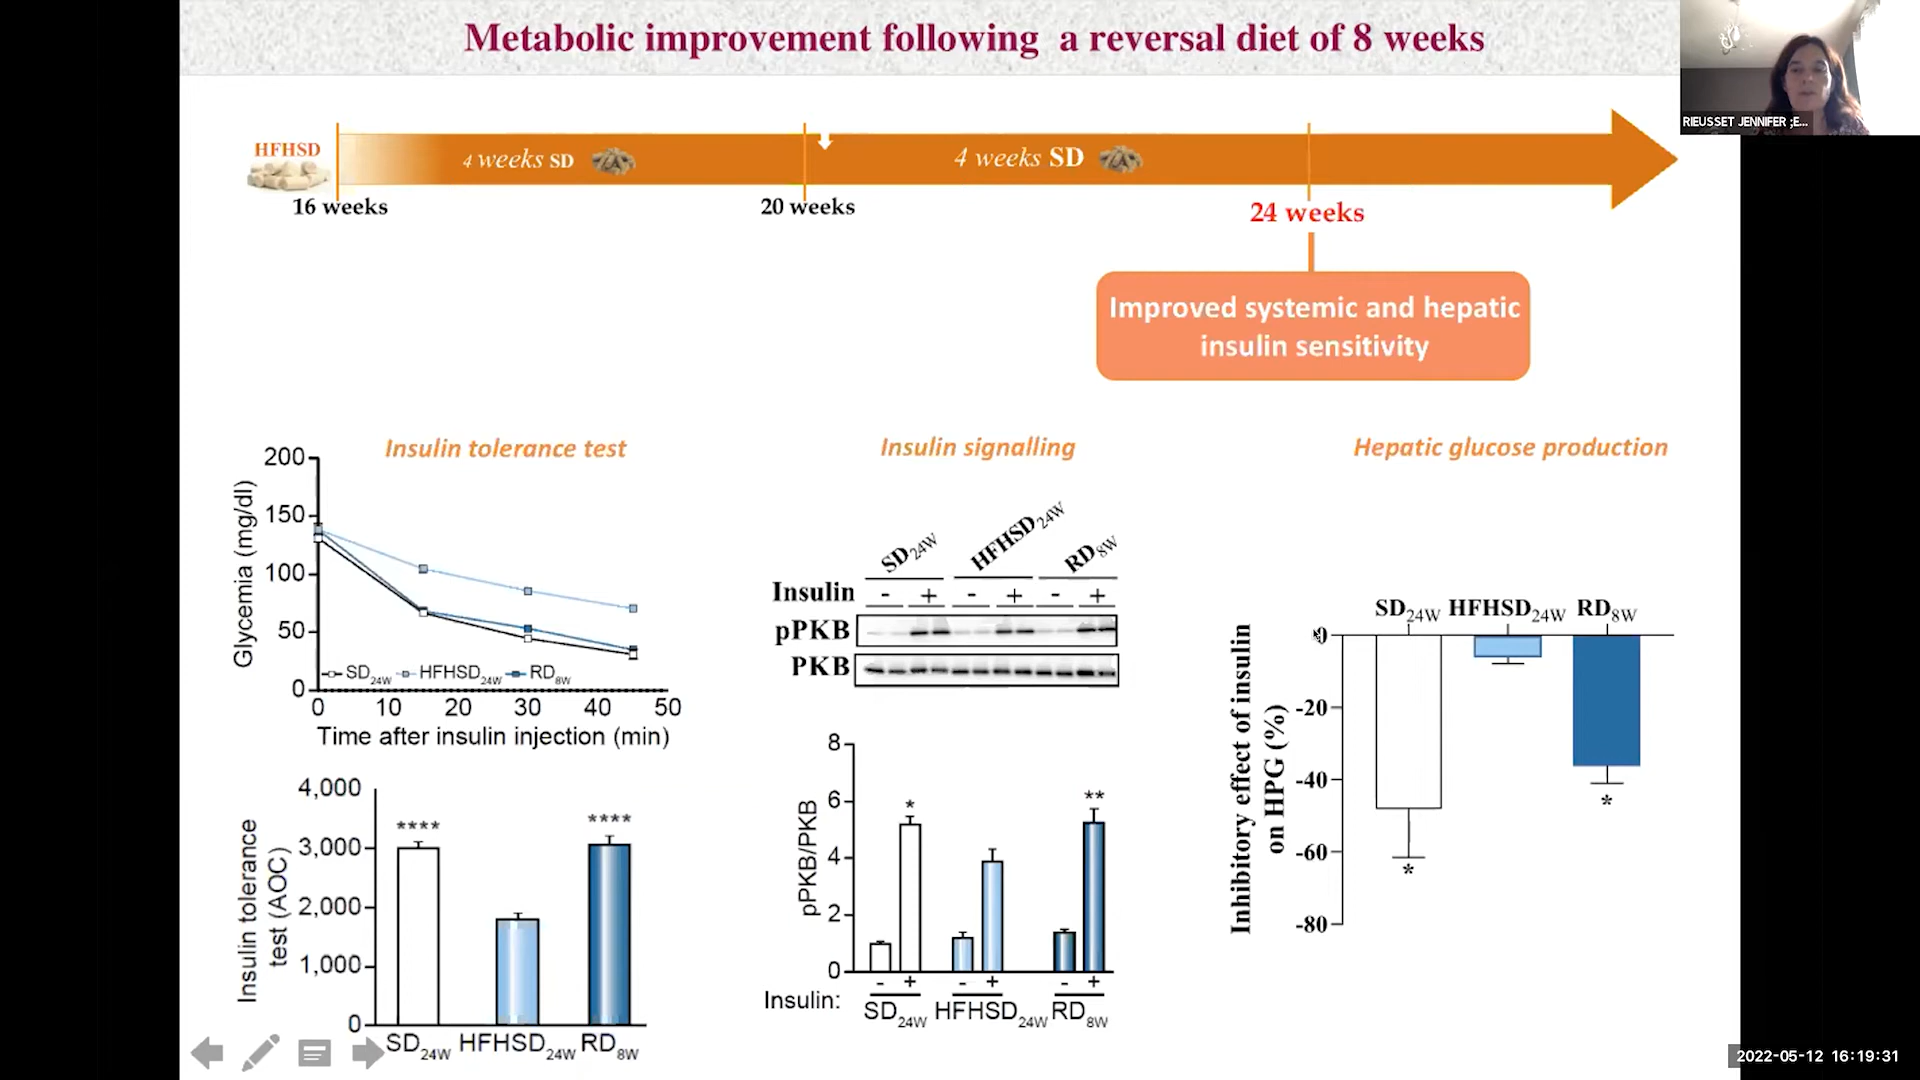 Metabolic improvement following a reversal diet of 8 weeks
RIEUSSET JENNIFER ;E...
HFHSD
4 weeks SD
4 weeks SD
16 weeks
20 weeks
24 weeks
Improved systemic and hepatic
insulin sensitivity
Insulin tolerance test
Glycemia (mg/dl)
200
150
100
50
0
SD24W HFHSD24W RD8W
0 10 20 30 40 50
Time after insulin injection (min)
Insulin tolerance
test (AOC)
4,000
3,000
2,000
1,000
0
**** ****
SD24W HFHSD24W RD8W
Insulin signalling
SD24W HFHSD24W RD8W
Insulin - + - + - +
pPKB
PKB
pPKB/PKB
8
6
4
2
0
* **
Insulin: - + - + - +
SD24W HFHSD24W RD8W
Hepatic glucose production
SD24W HFHSD24W RD8W
Inhibitory effect of insulin
on HPG (%)
0
-20
-40
-60
-80
* *
2022-05-12 16:19:31